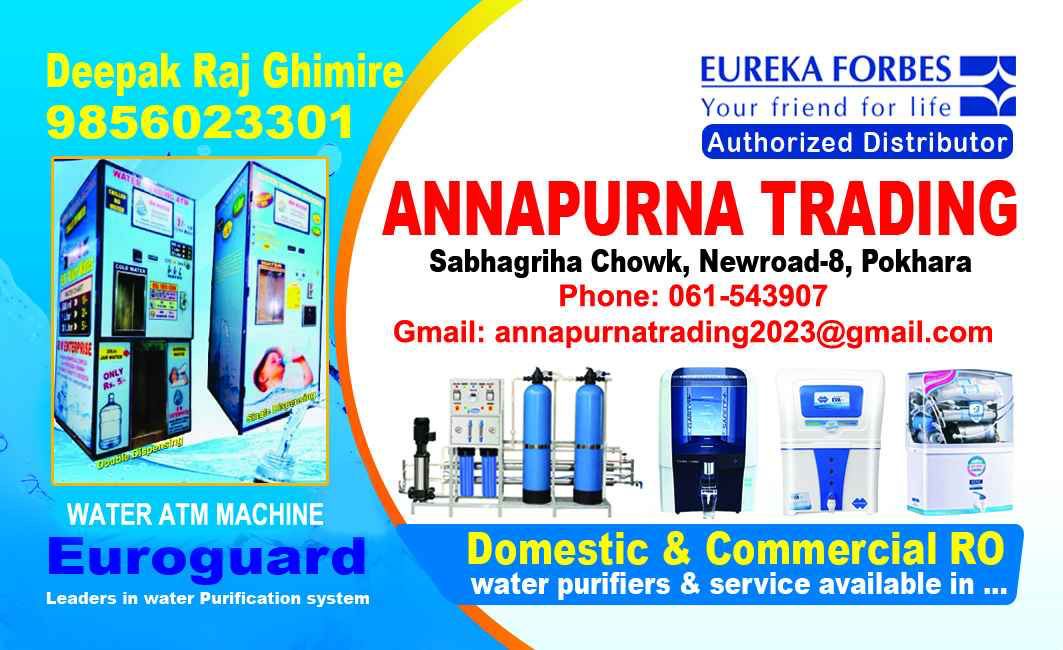 Deepak Raj Ghimire
9856023301
WATER ATM MACHINE
Euroguard
Leaders in water Purification system
EUREKA FORBES
Your friend for life
Authorized Distributor
ANNAPURNA TRADING
Sabhagriha Chowk, Newroad-8, Pokhara
Phone: 061-543907
Gmail: annapurnatrading2023@gmail.com
Domestic & Commercial RO
water purifiers & service available in ...
COLD WATER
ENTERPRISE
ONLY
Rs. 5/-
Double Dispensing
Single Dispensing